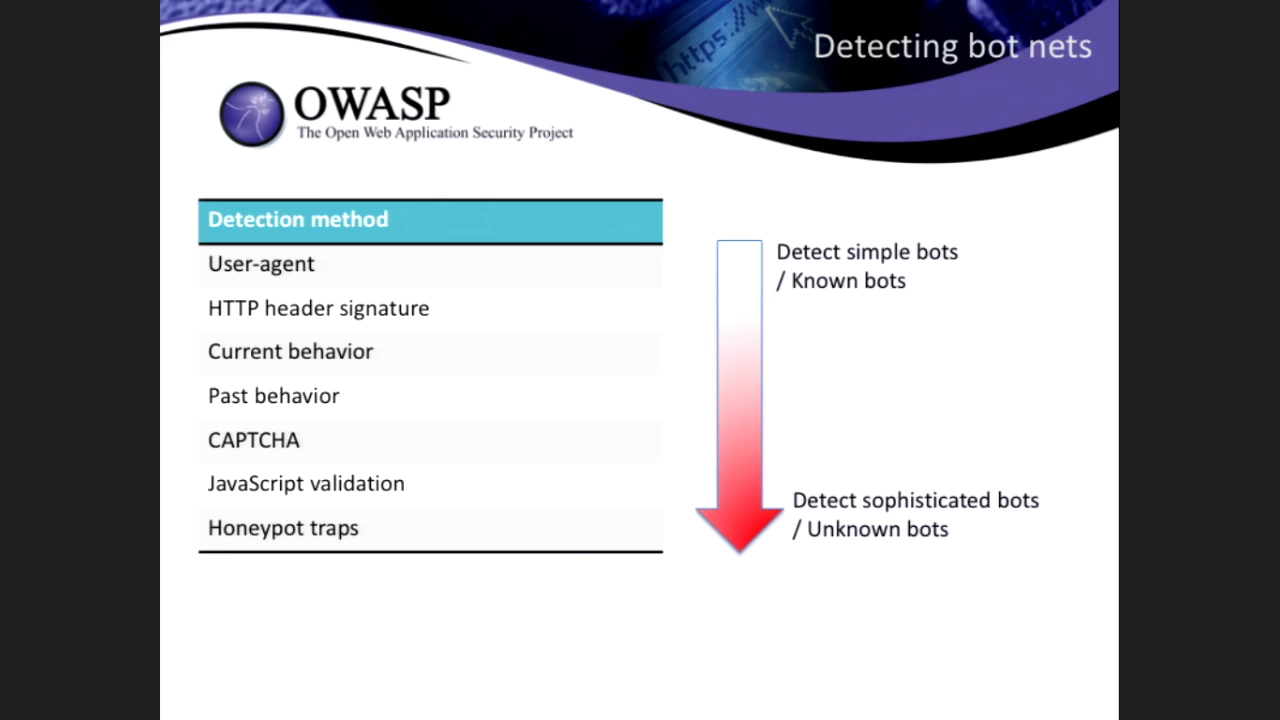 https://w
Detecting bot nets
OWASP
The Open Web Application Security Project
Detection method
User-agent
HTTP header signature
Current behavior
Past behavior
CAPTCHA
JavaScript validation
Honeypot traps
Detect simple bots
/ Known bots
Detect sophisticated bots
/ Unknown bots